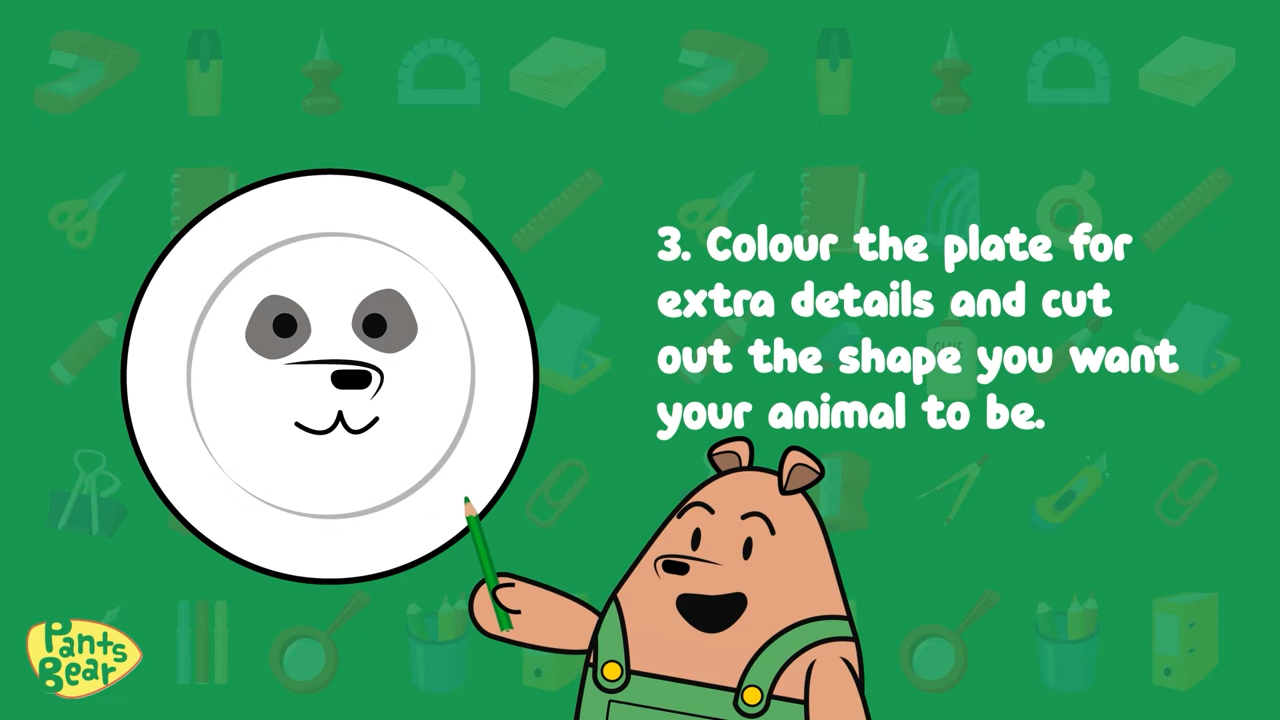 3. Colour the plate for
extra details and cut
out the shape you want
your animal to be.
Pants
Bear